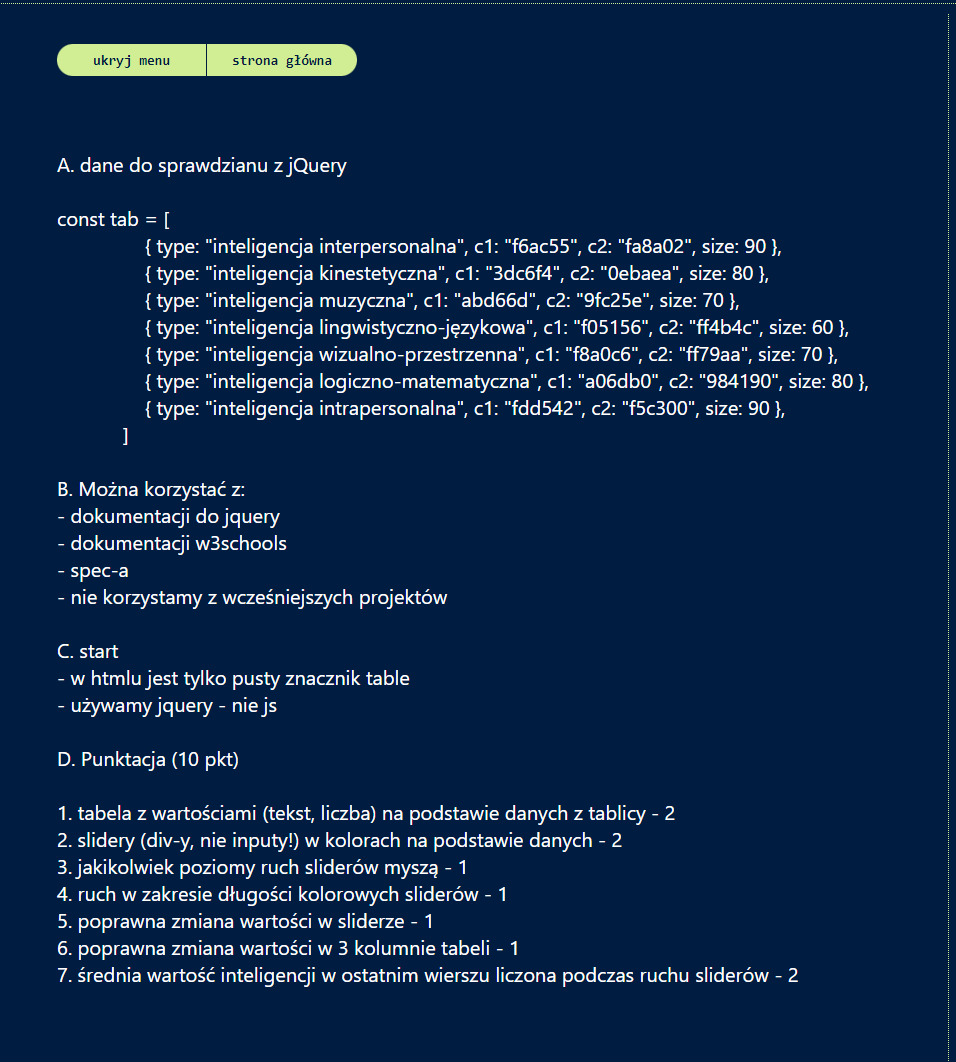 ukryj menu
strona główna
A. dane do sprawdzianu z jQuery
const tab = [
{ type: "inteligencja interpersonalna", c1: "f6ac55", c2: "fa8a02", size: 90 },
{ type: "inteligencja kinestetyczna", c1: "3dc6f4", c2: "0ebaea", size: 80 },
{ type: "inteligencja muzyczna", c1: "abd66d", c2: "9fc25e", size: 70 },
{ type: "inteligencja lingwistyczno-językowa", c1: "f05156", c2: "ff4b4c", size: 60 },
{ type: "inteligencja wizualno-przestrzenna", c1: "f8a0c6", c2: "ff79aa", size: 70 },
{ type: "inteligencja logiczno-matematyczna", c1: "a06db0", c2: "984190", size: 80 },
{ type: "inteligencja intrapersonalna", c1: "fdd542", c2: "f5c300", size: 90 },
]
B. Można korzystać z:
- dokumentacji do jquery
- dokumentacji w3schools
- spec-a
- nie korzystamy z wcześniejszych projektów
C. start
- w htmlu jest tylko pusty znacznik table
- używamy jquery - nie js
D. Punktacja (10 pkt)
1. tabela z wartościami (tekst, liczba) na podstawie danych z tablicy - 2
2. slidery (div-y, nie inputy!) w kolorach na podstawie danych - 2
3. jakikolwiek poziomy ruch sliderów myszą - 1
4. ruch w zakresie długości kolorowych sliderów - 1
5. poprawna zmiana wartości w sliderze - 1
6. poprawna zmiana wartości w 3 kolumnie tabeli - 1
7. średnia wartość inteligencji w ostatnim wierszu liczona podczas ruchu sliderów - 2